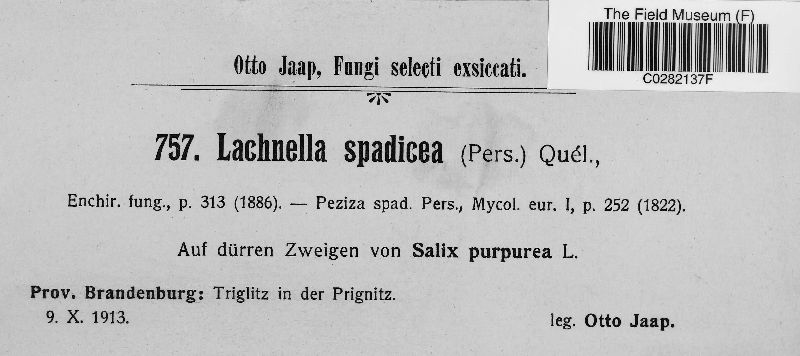 The Field Museum (F)
C0282137F
Otto Jaap, Fungi selecti exsiccati.
757. Lachnella spadicea (Pers.) Quél.,
Enchir. fung., p. 313 (1886). — Peziza spad. Pers., Mycol. eur. I, p. 252 (1822).
Auf dürren Zweigen von Salix purpurea L.
Prov. Brandenburg: Triglitz in der Prignitz.
9. X. 1913.
leg. Otto Jaap.